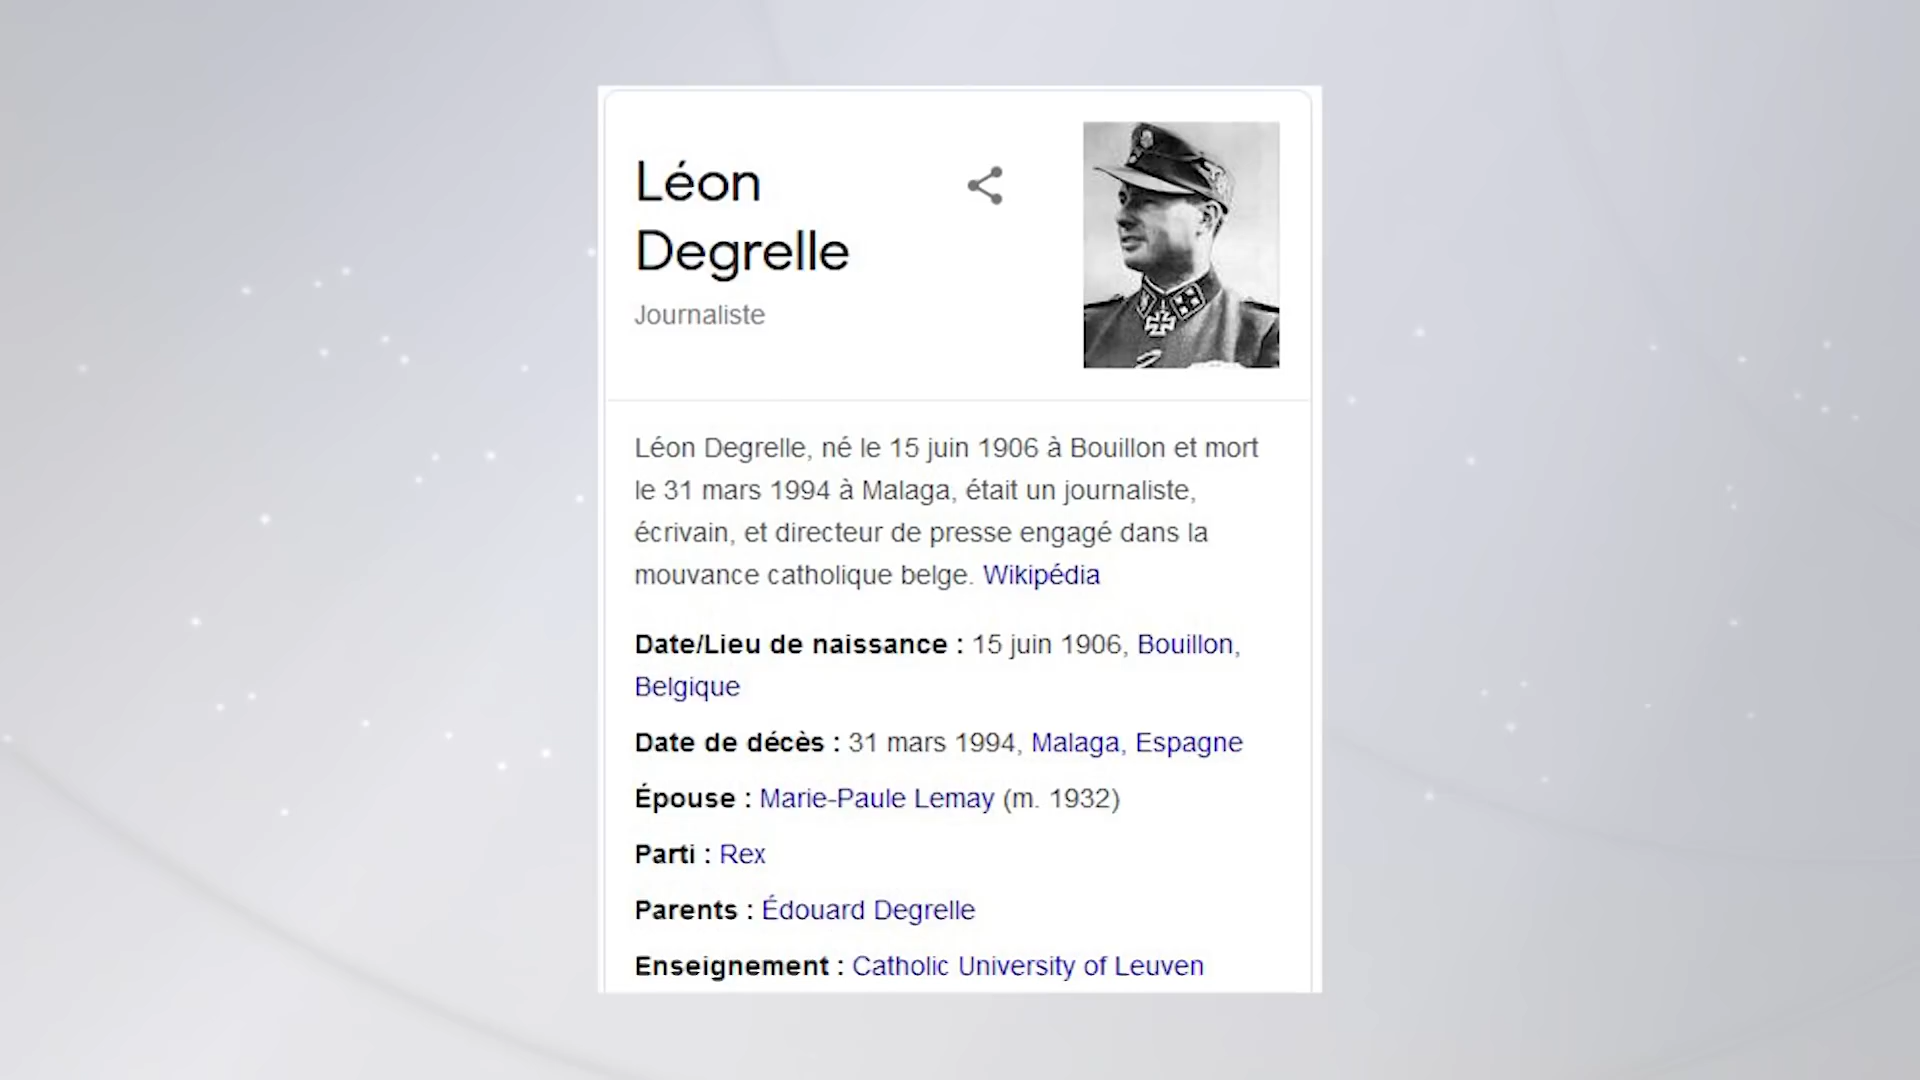 Léon
Degrelle
Journaliste
Léon Degrelle, né le 15 juin 1906 à Bouillon et mort
le 31 mars 1994 à Malaga, était un journaliste,
écrivain, et directeur de presse engagé dans la
mouvance catholique belge. Wikipédia
Date/Lieu de naissance : 15 juin 1906, Bouillon,
Belgique
Date de décès : 31 mars 1994, Malaga, Espagne
Épouse : Marie-Paule Lemay (m. 1932)
Parti : Rex
Parents : Édouard Degrelle
Enseignement : Catholic University of Leuven